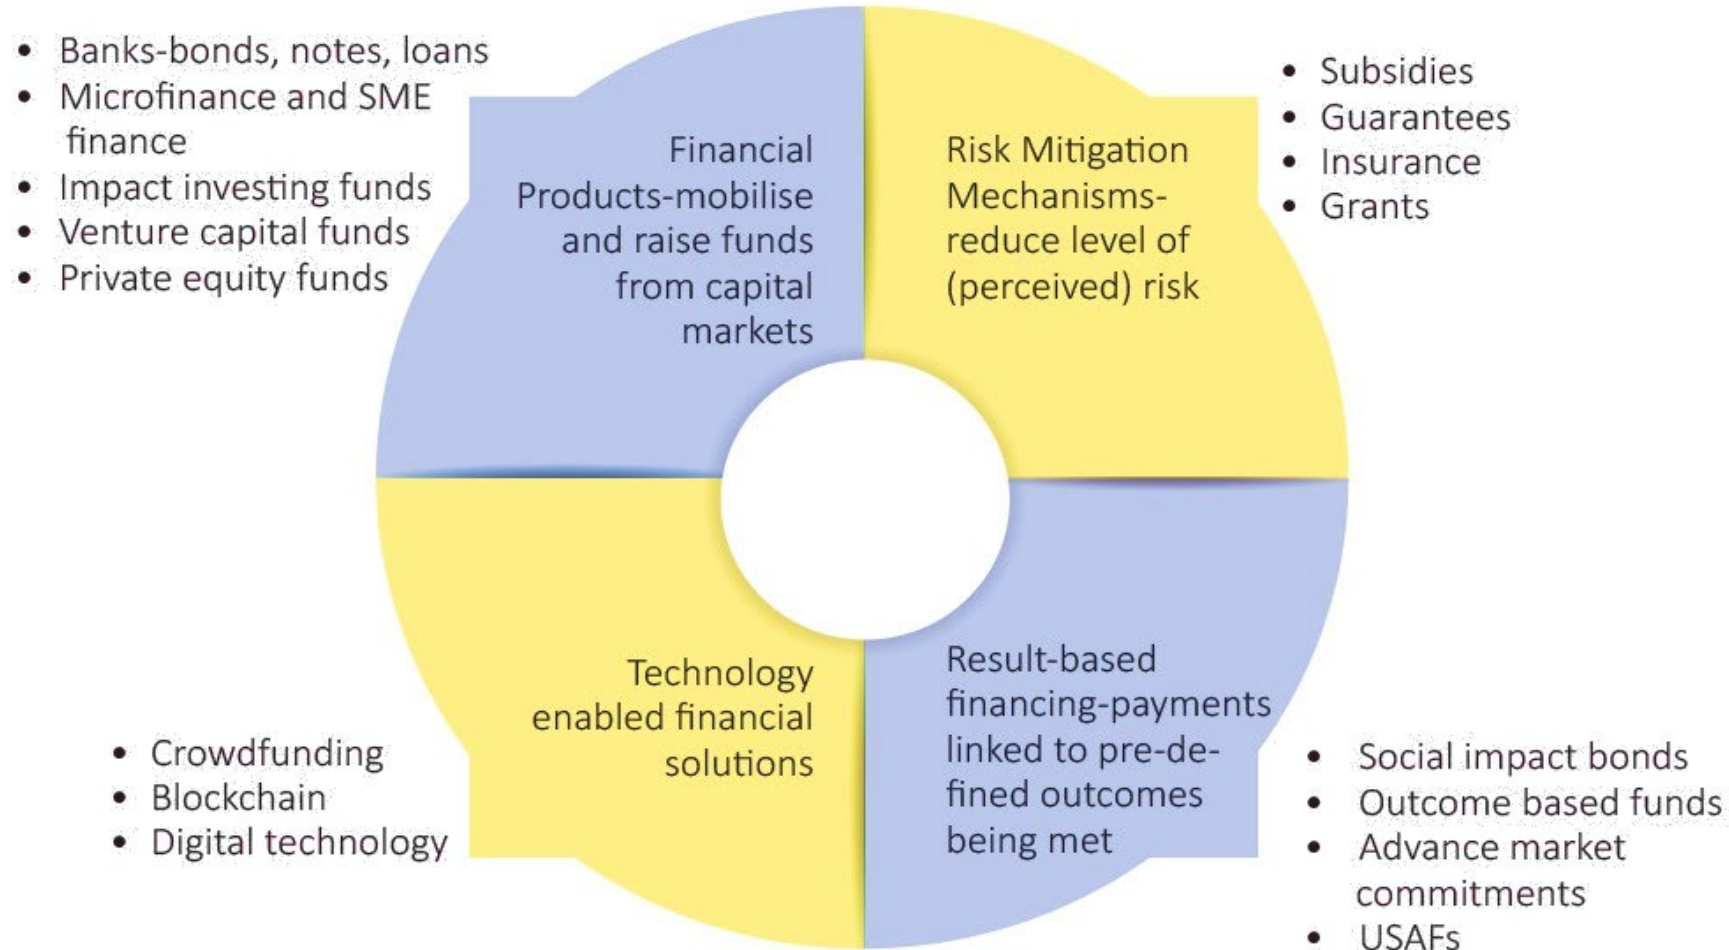 • Banks-bonds, notes, loans
• Microfinance and SME
finance
• Impact investing funds
• Venture capital funds
• Private equity funds
Financial
Products-mobilise
and raise funds
from capital
markets
Risk Mitigation
Mechanisms-
reduce level of
(perceived) risk
• Subsidies
• Guarantees
• Insurance
• Grants
• Crowdfunding
• Blockchain
• Digital technology
Technology
enabled financial
solutions
Result-based
financing-payments
linked to pre-de-
fined outcomes
being met
• Social impact bonds
• Outcome based funds
• Advance market
commitments
• USAFs